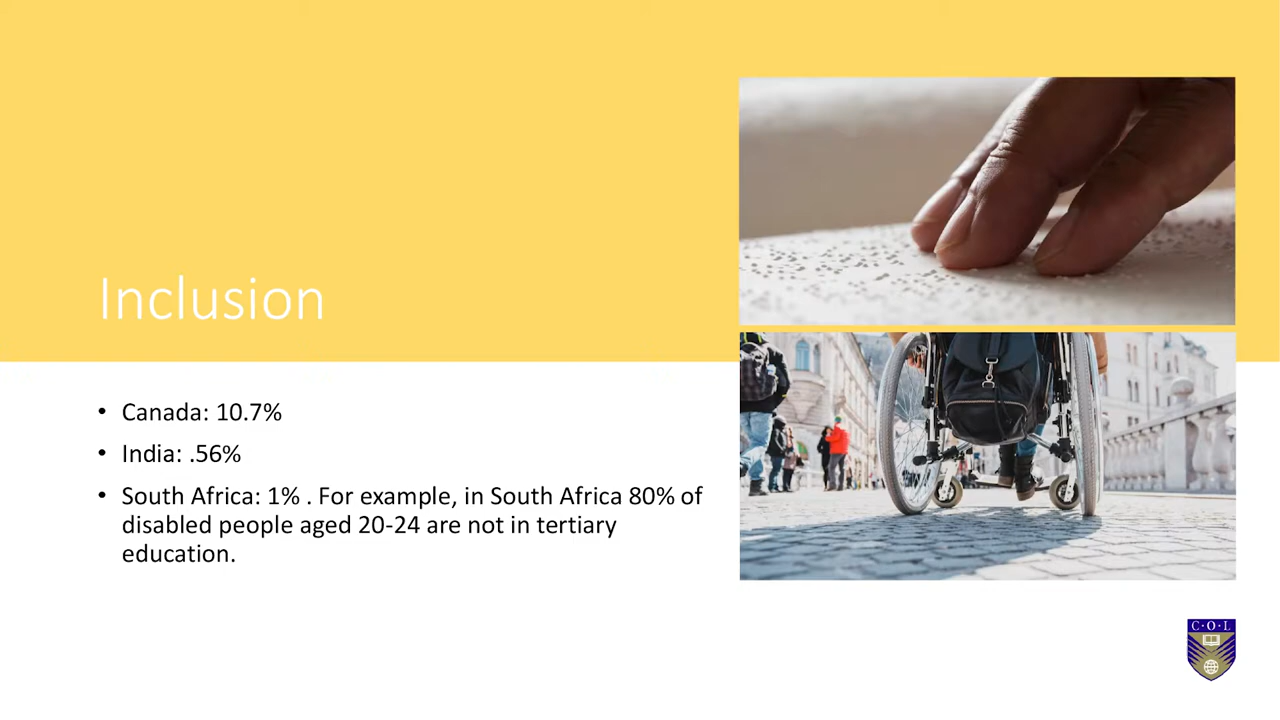 Inclusion
• Canada: 10.7%
• India: .56%
• South Africa: 1% . For example, in South Africa 80% of
disabled people aged 20-24 are not in tertiary
education.
C·O·L